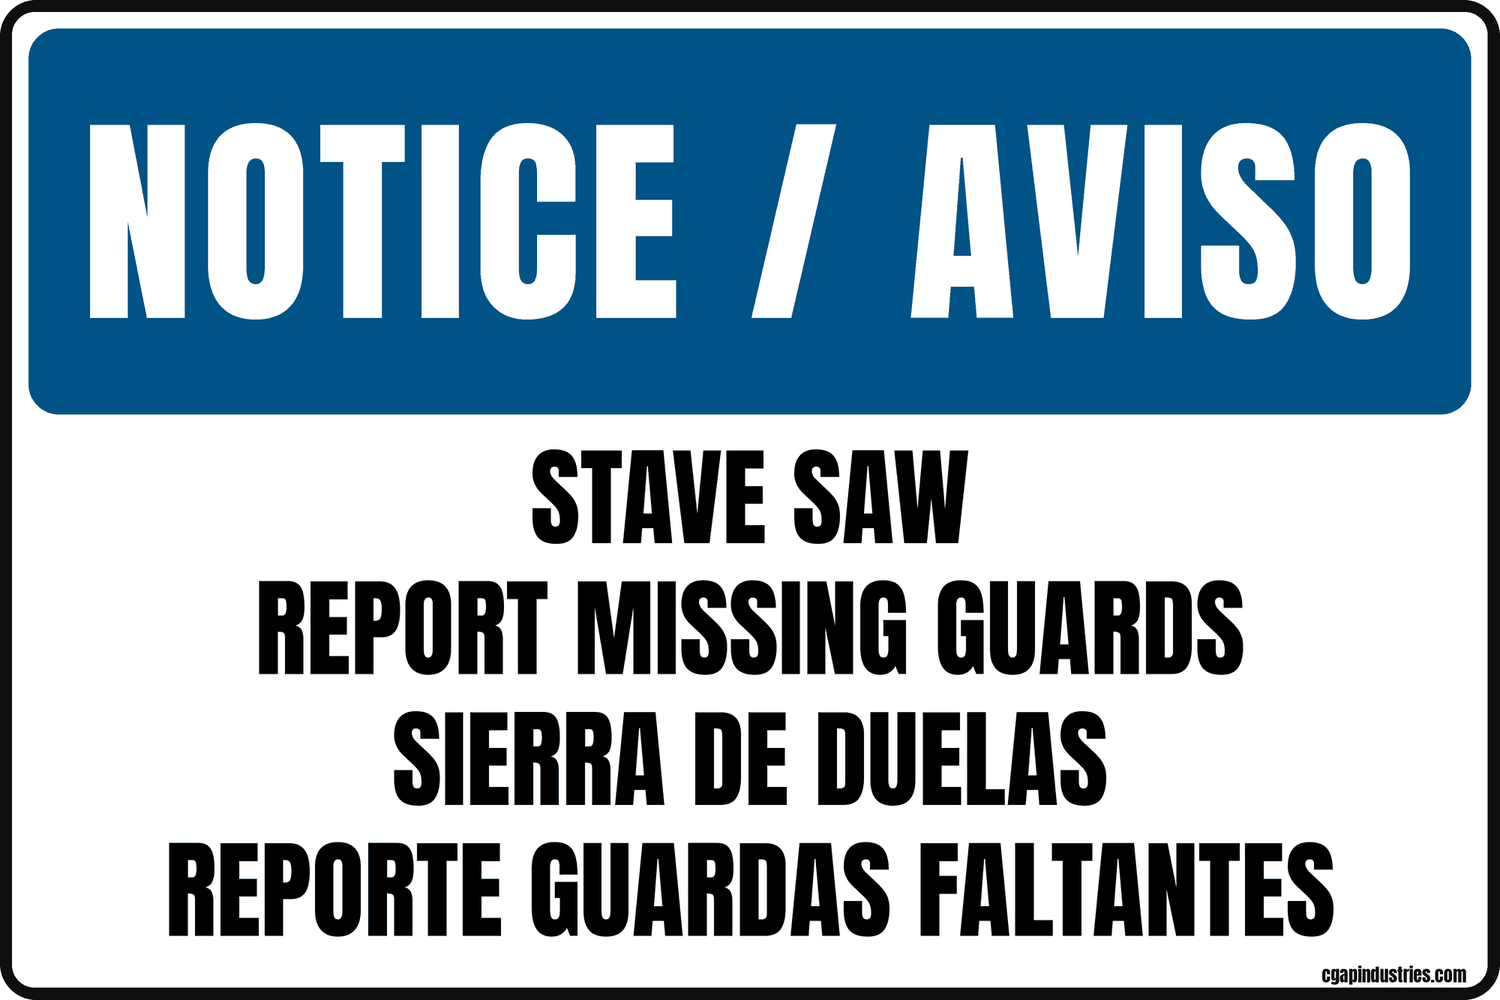 NOTICE / AVISO
STAVE SAW
REPORT MISSING GUARDS
SIERRA DE DUELAS
REPORTE GUARDAS FALTANTES
cgapindustries.com